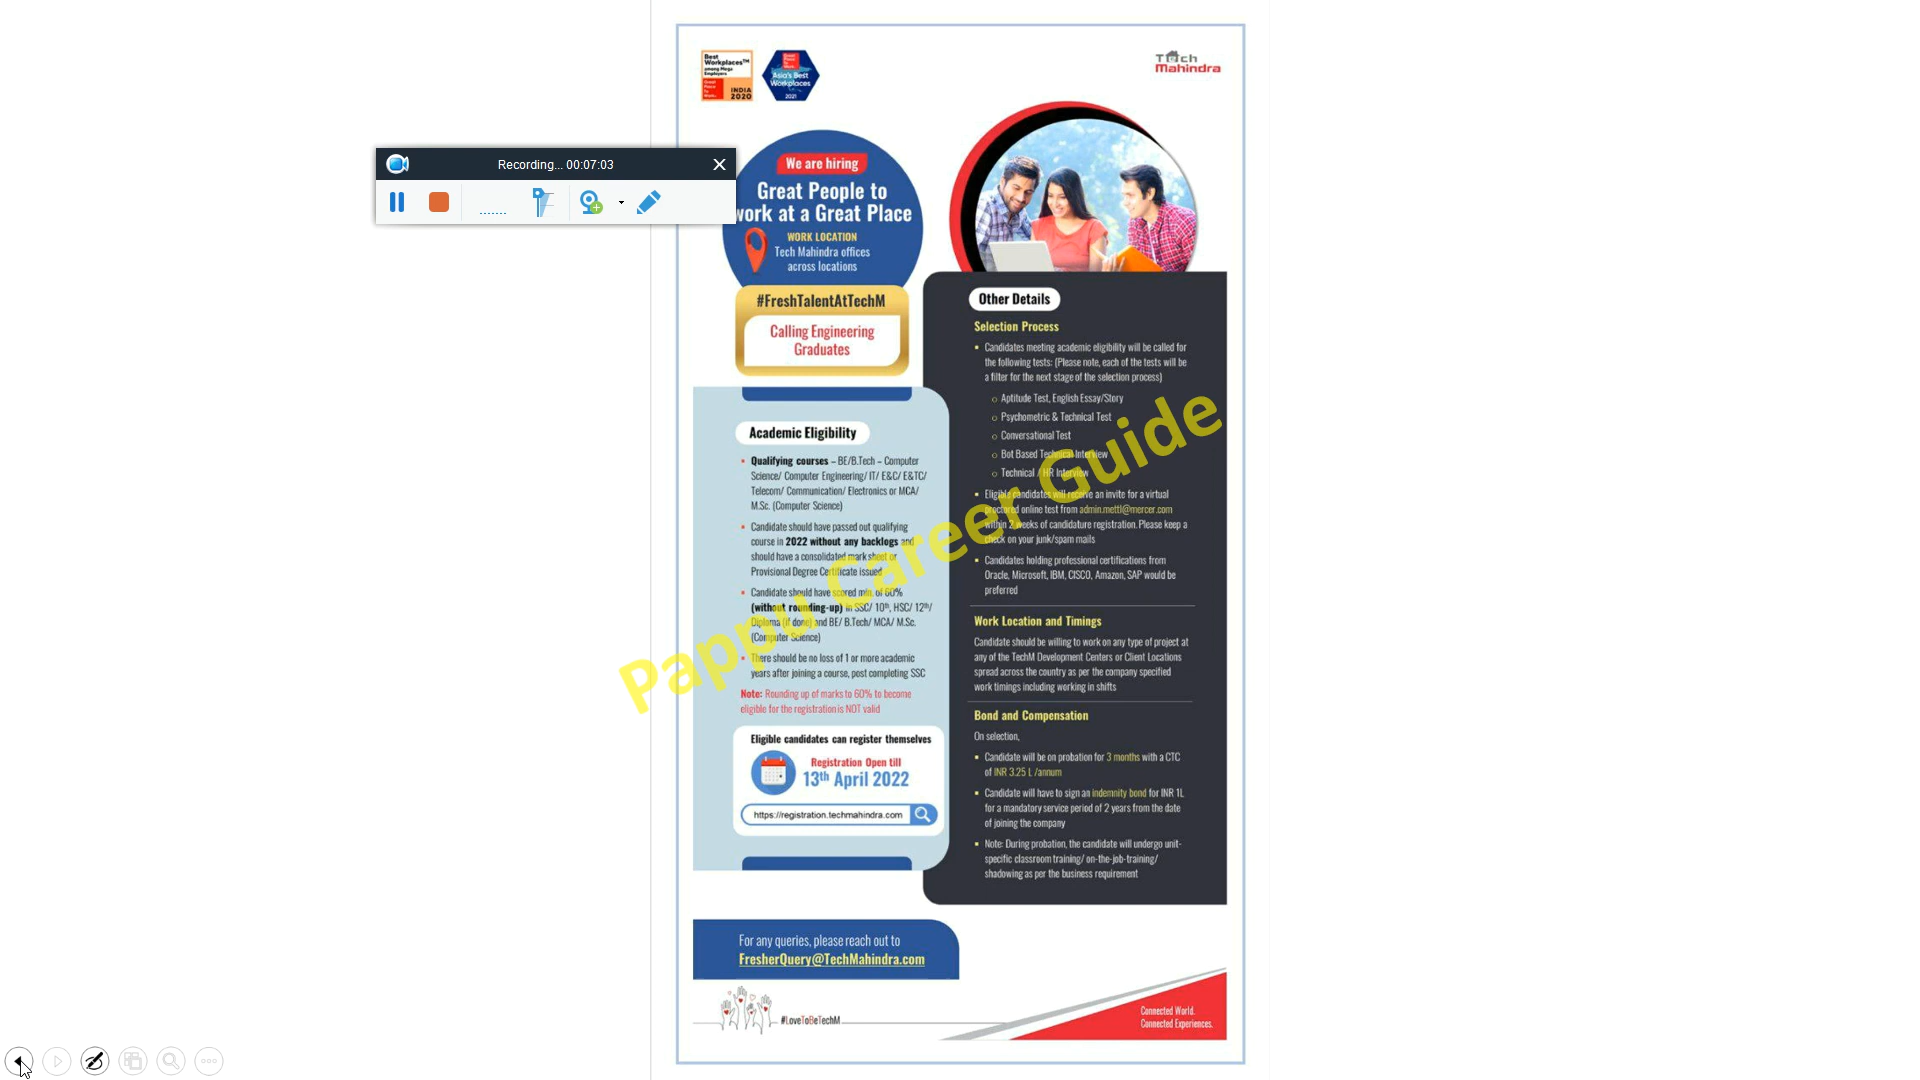 Best
Workplaces™
among Mega
Employers
Great
Place
To
Work
INDIA
2020
Great
Place
To
Work
Asia's Best
Workplaces
2021
Tech
Mahindra
Recording... 00:07:03
We are hiring
Great People to
work at a Great Place
WORK LOCATION
Tech Mahindra offices
across locations
#FreshTalentAtTechM
Calling Engineering
Graduates
Academic Eligibility
Qualifying courses – BE/B.Tech – Computer
Science/ Computer Engineering/ IT/ E&C/ E&TC/
Telecom/ Communication/ Electronics or MCA/
M.Sc. (Computer Science)
Candidate should have passed out qualifying
course in 2022 without any backlogs and
should have a consolidated mark sheet or
Provisional Degree Certificate issued
Candidate should have scored min. of 60%
(without rounding-up) in SSC/ 10th, HSC/ 12th/
Diploma (if done) and BE/ B.Tech/ MCA/ M.Sc.
(Computer Science)
There should be no loss of 1 or more academic
years after joining a course, post completing SSC
Note: Rounding up of marks to 60% to become
eligible for the registration is NOT valid
Eligible candidates can register themselves
Registration Open till
13th April 2022
https://registration.techmahindra.com
Other Details
Selection Process
Candidates meeting academic eligibility will be called for
the following tests: (Please note, each of the tests will be
a filter for the next stage of the selection process)
Aptitude Test, English Essay/Story
Psychometric & Technical Test
Conversational Test
Bot Based Technical Interview
Technical / HR Interview
Eligible candidates will receive an invite for a virtual
proctored online test from admin.mettl@mercer.com
within 2 weeks of candidature registration. Please keep a
check on your junk/spam mails
Candidates holding professional certifications from
Oracle, Microsoft, IBM, CISCO, Amazon, SAP would be
preferred
Work Location and Timings
Candidate should be willing to work on any type of project at
any of the TechM Development Centers or Client Locations
spread across the country as per the company specified
work timings including working in shifts
Bond and Compensation
On selection,
Candidate will be on probation for 3 months with a CTC
of INR 3.25 L /annum
Candidate will have to sign an indemnity bond for INR 1L
for a mandatory service period of 2 years from the date
of joining the company
Note: During probation, the candidate will undergo unit-
specific classroom training/ on-the-job-training/
shadowing as per the business requirement
Pappu Career Guide
For any queries, please reach out to
FresherQuery@TechMahindra.com
#LoveToBeTechM
Connected World.
Connected Experiences.